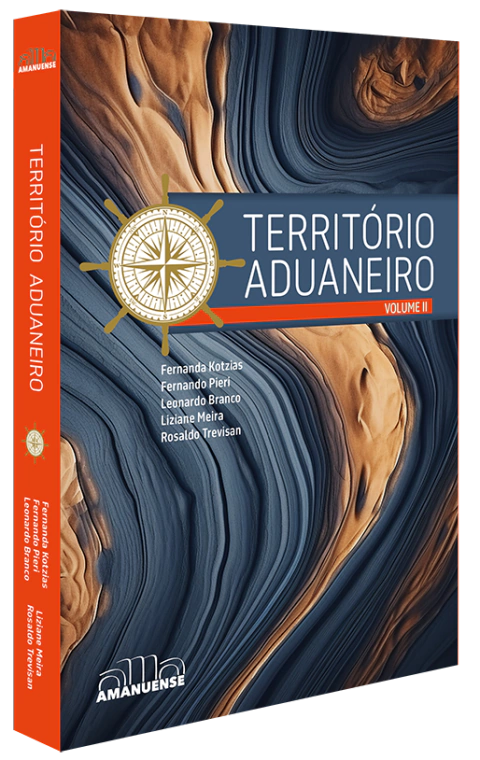 AMANUENSE
TERRITÓRIO ADUANEIRO
Fernanda Kotzias
Fernando Pieri
Leonardo Branco
Liziane Meira
Rosaldo Trevisan
TERRITÓRIO
ADUANEIRO
VOLUME II
Fernanda Kotzias
Fernando Pieri
Leonardo Branco
Liziane Meira
Rosaldo Trevisan
AMANUENSE